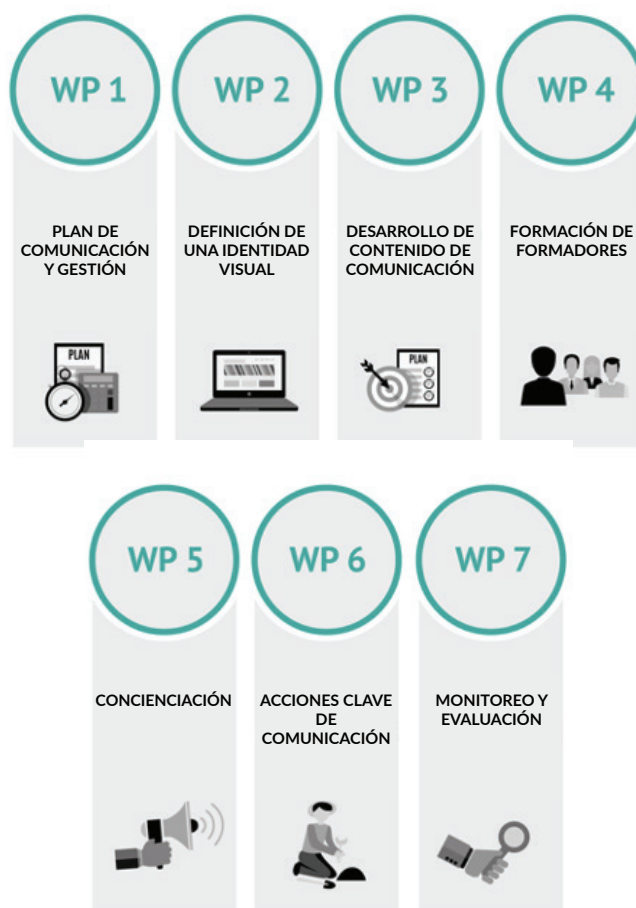 WP 1
WP 2
WP 3
WP 4
PLAN DE
COMUNICACIÓN
Y GESTIÓN
DEFINICIÓN DE
UNA IDENTIDAD
VISUAL
DESARROLLO DE
CONTENIDO DE
COMUNICACIÓN
FORMACIÓN DE
FORMADORES
PLAN
PLAN
WP 5
WP 6
WP 7
CONCIENCIACIÓN
ACCIONES CLAVE
DE
COMUNICACIÓN
MONITOREO Y
EVALUACIÓN